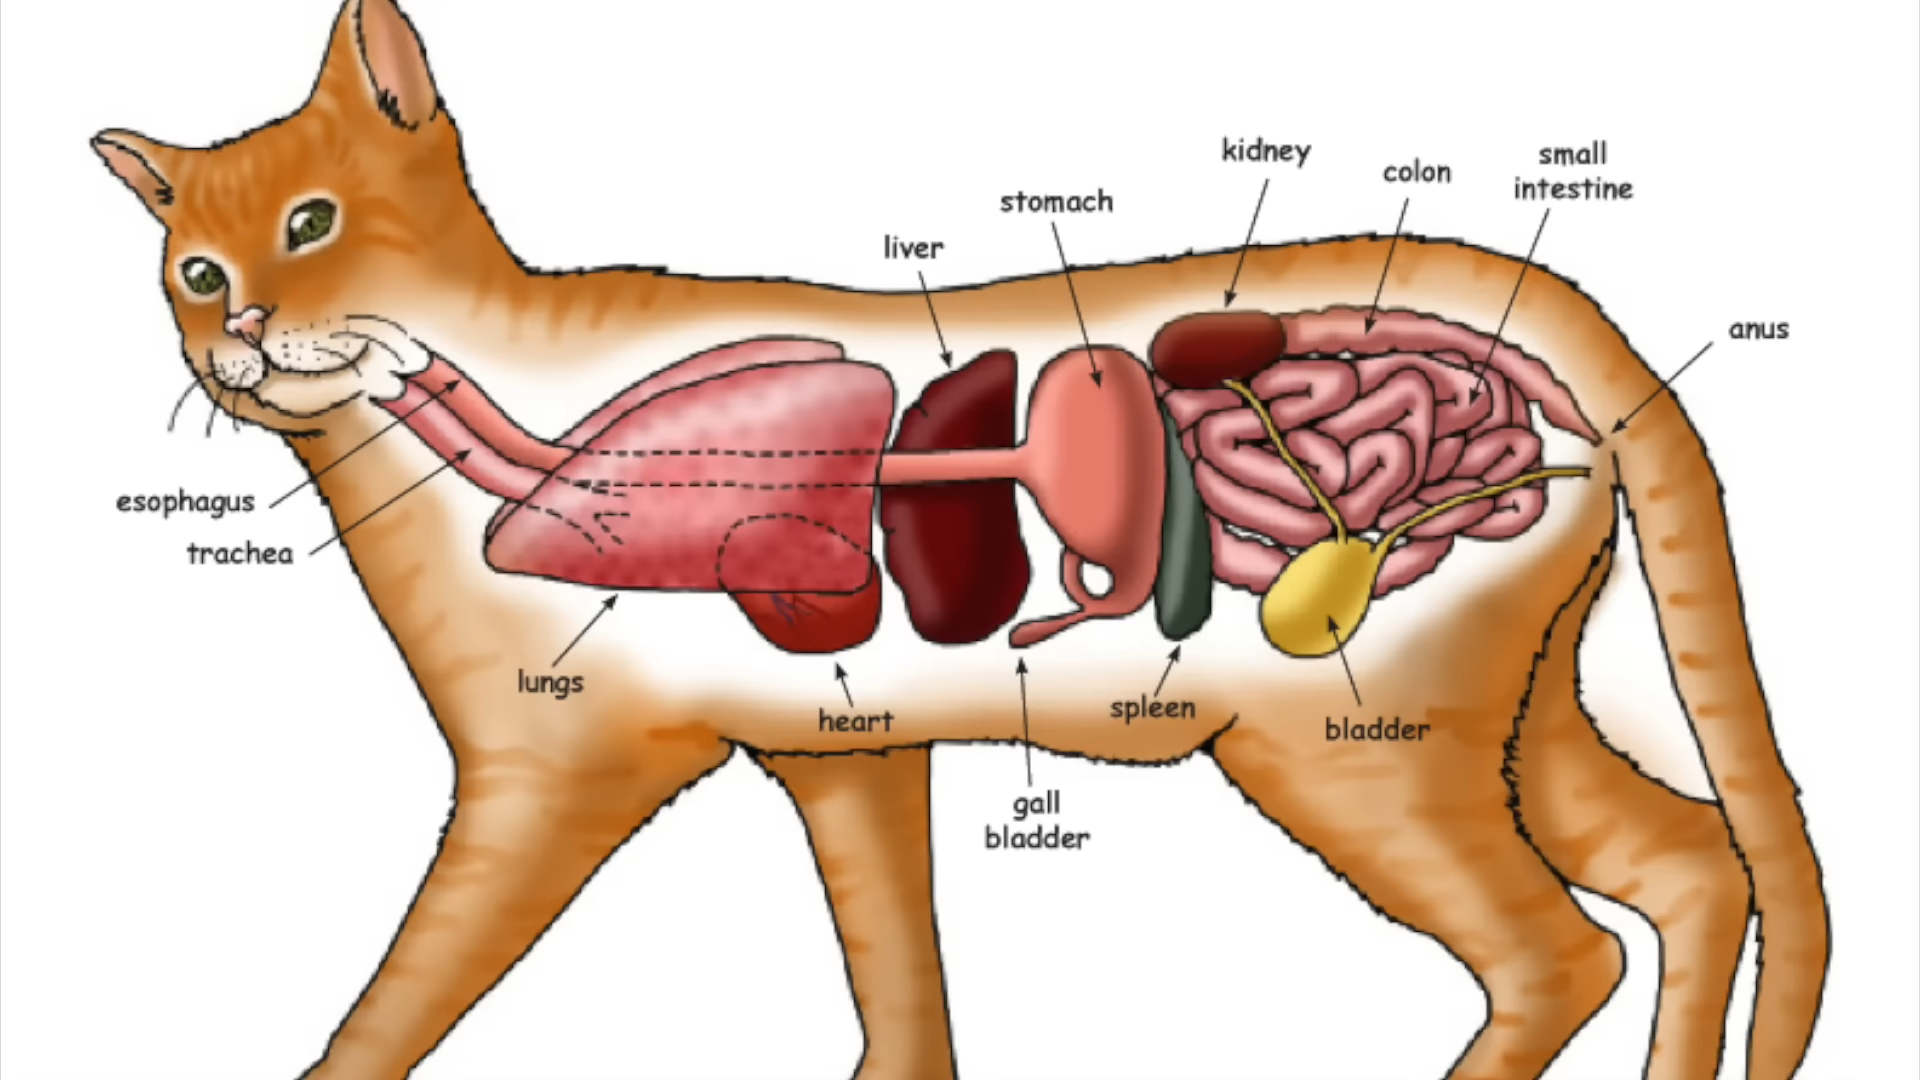 kidney
colon
small
intestine
stomach
liver
anus
esophagus
trachea
lungs
heart
spleen
bladder
gall
bladder